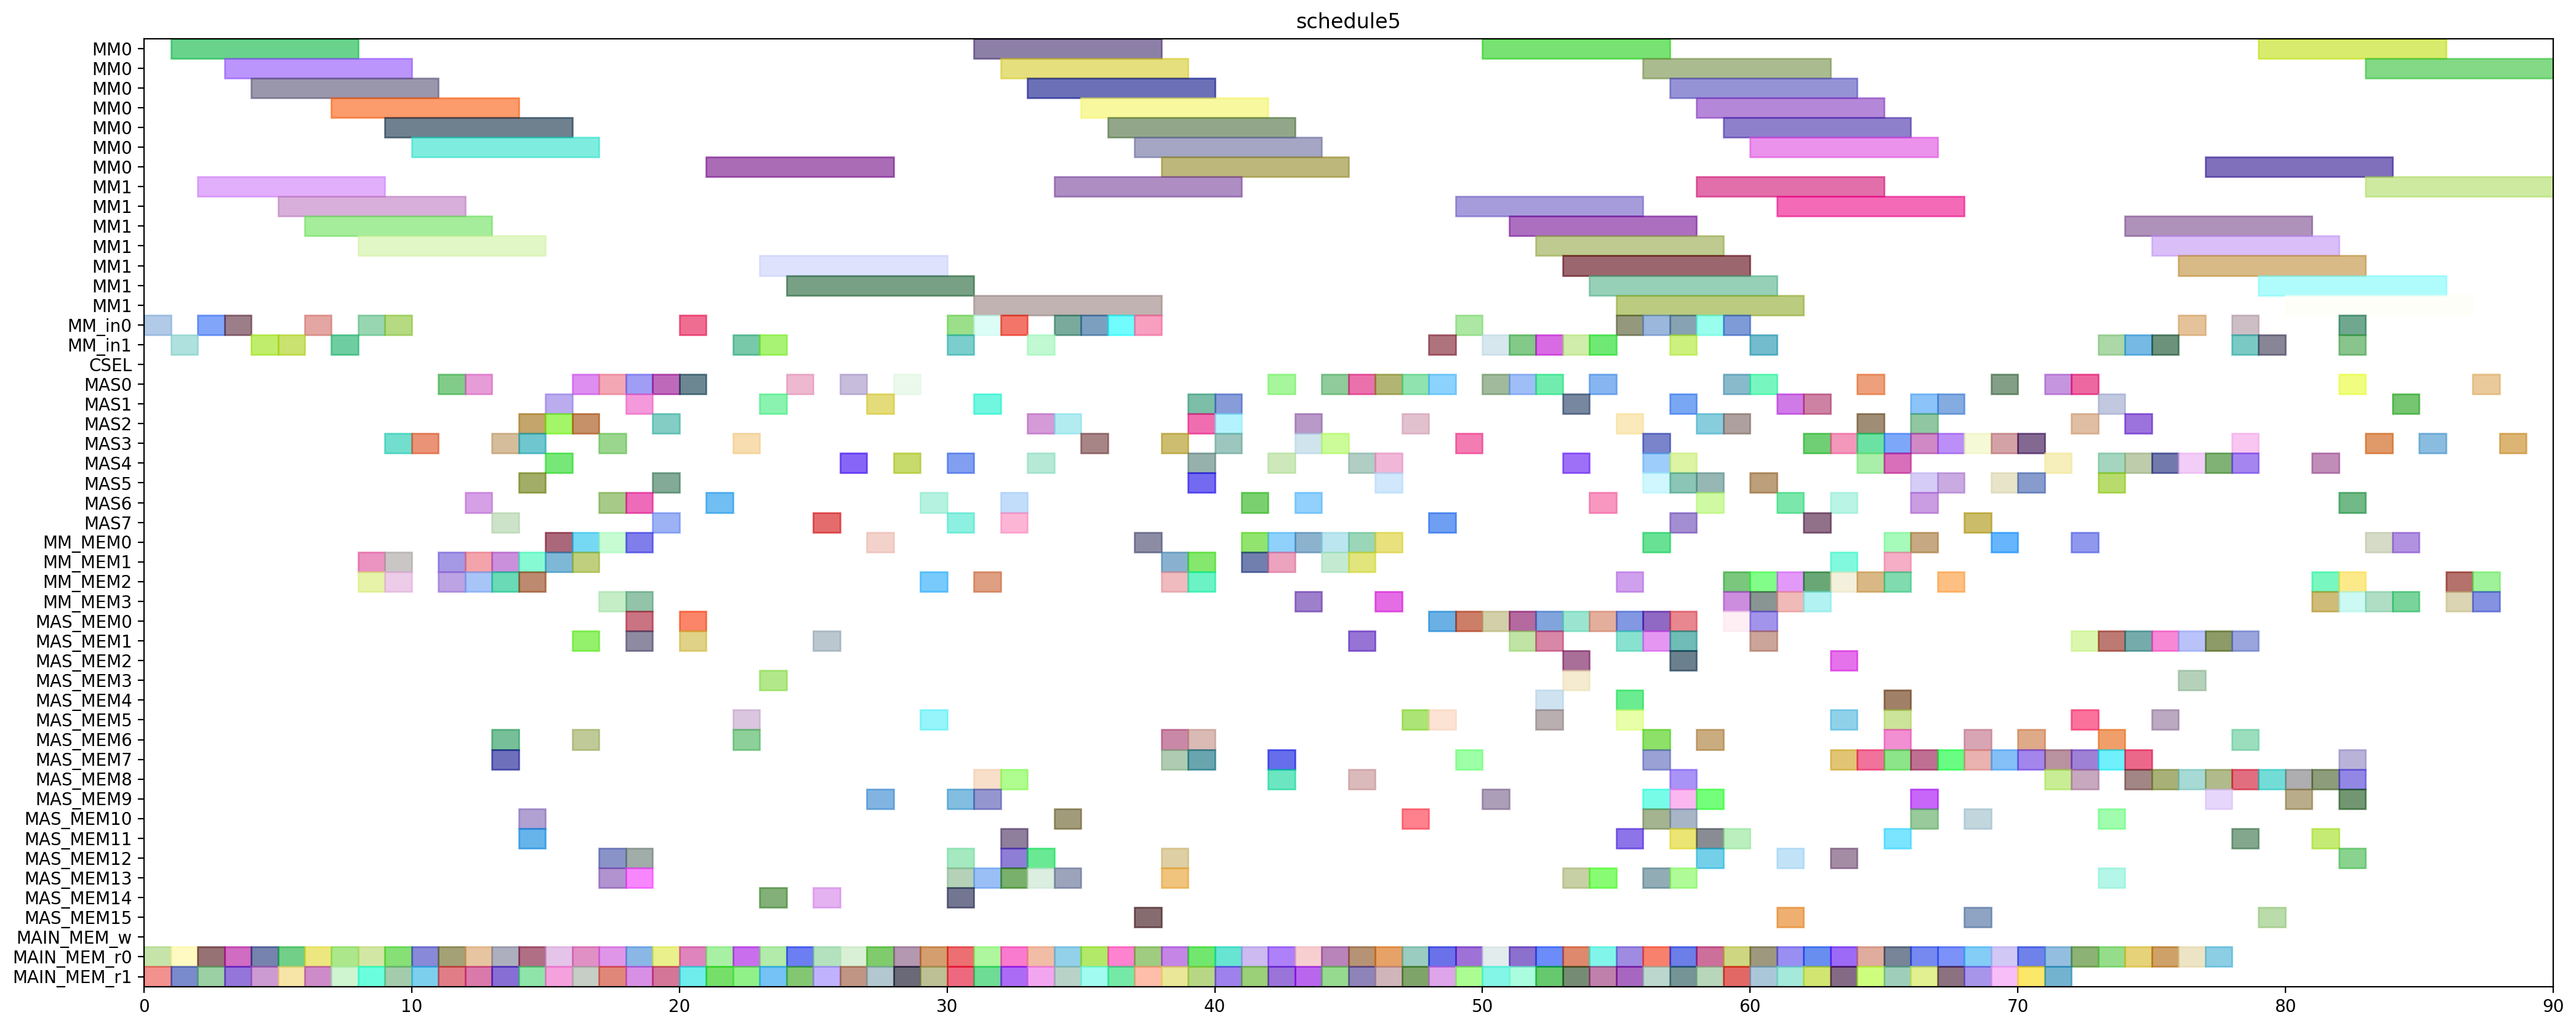 schedule5
MM0
MM0
MM0
MM0
MM0
MM0
MM0
MM1
MM1
MM1
MM1
MM1
MM1
MM1
MM_in0
MM_in1
CSEL
MAS0
MAS1
MAS2
MAS3
MAS4
MAS5
MAS6
MAS7
MM_MEM0
MM_MEM1
MM_MEM2
MM_MEM3
MAS_MEM0
MAS_MEM1
MAS_MEM2
MAS_MEM3
MAS_MEM4
MAS_MEM5
MAS_MEM6
MAS_MEM7
MAS_MEM8
MAS_MEM9
MAS_MEM10
MAS_MEM11
MAS_MEM12
MAS_MEM13
MAS_MEM14
MAS_MEM15
MAIN_MEM_w
MAIN_MEM_r0
MAIN_MEM_r1
0 10 20 30 40 50 60 70 80 90